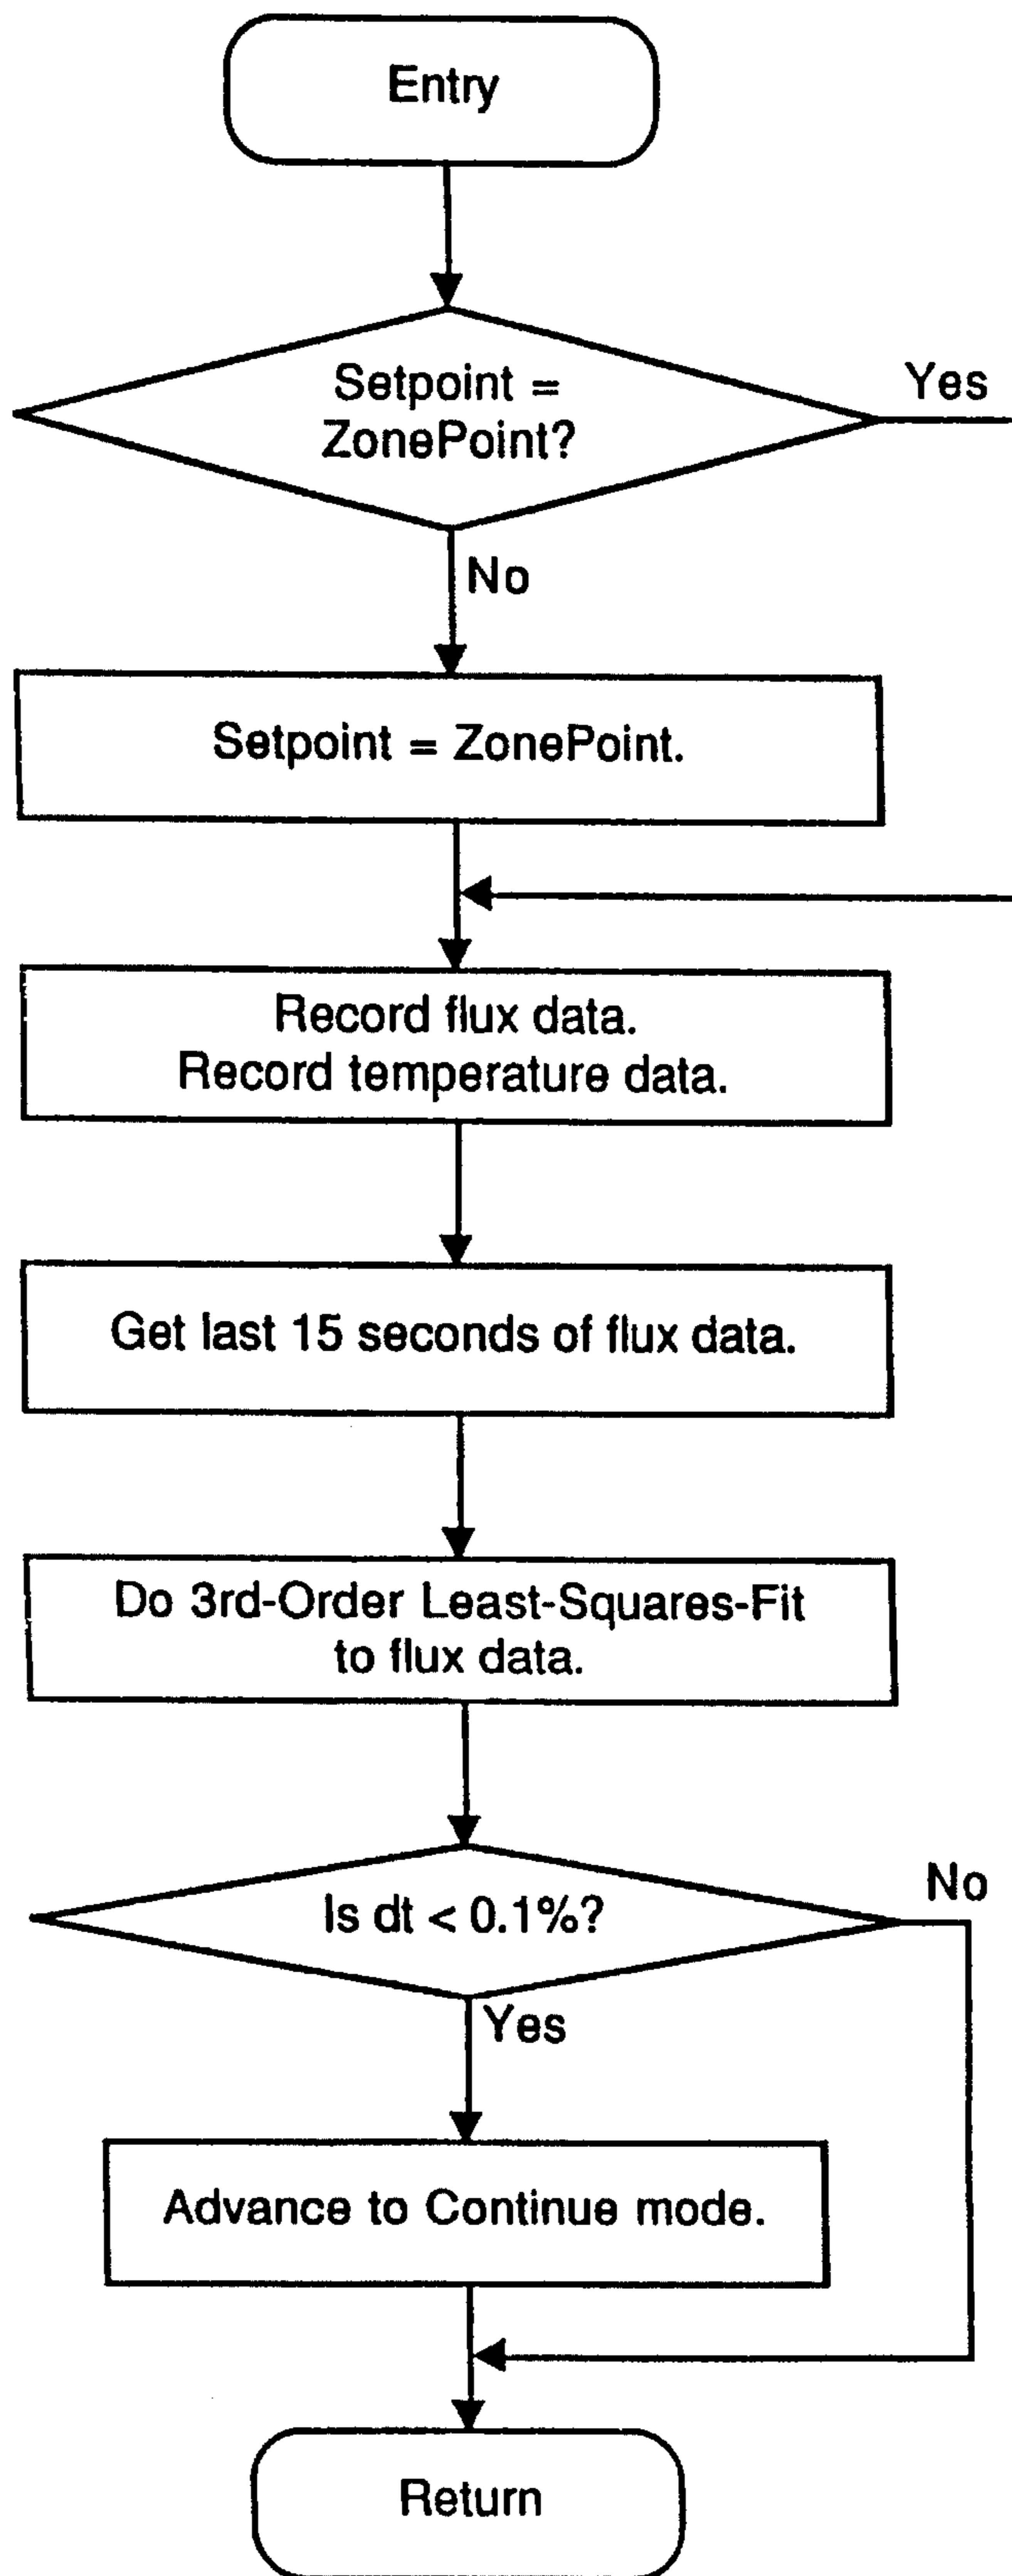 Entry
Setpoint =
ZonePoint?
Yes
No
Setpoint = ZonePoint.
Record flux data.
Record temperature data.
Get last 15 seconds of flux data.
Do 3rd-Order Least-Squares-Fit
to flux data.
Is dt < 0.1%?
No
Yes
Advance to Continue mode.
Return